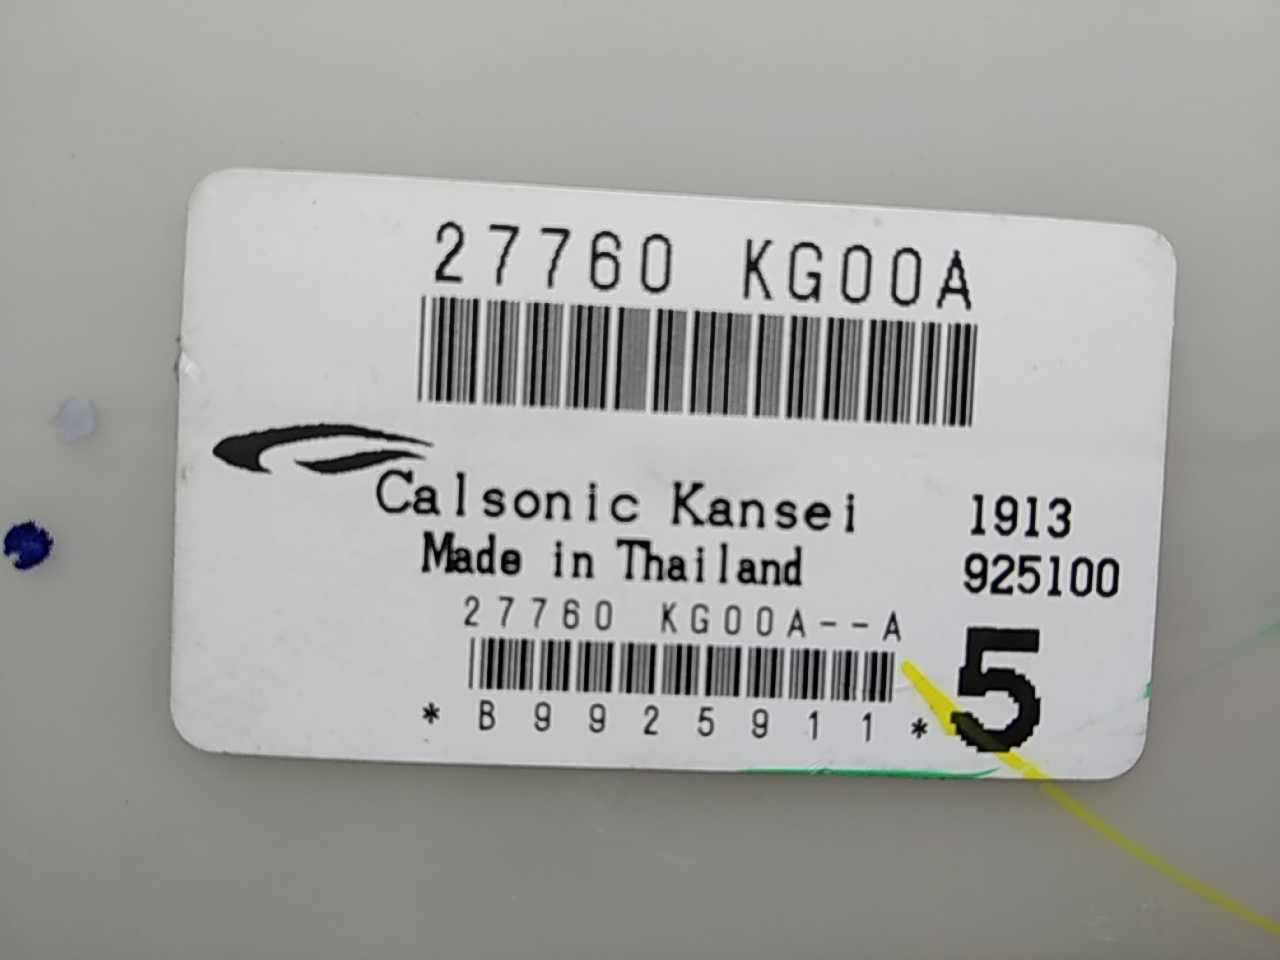 27760 KG00A
Calsonic Kansei
1913
Made in Thailand
925100
27760 KG00A--A
5
*B9925911*